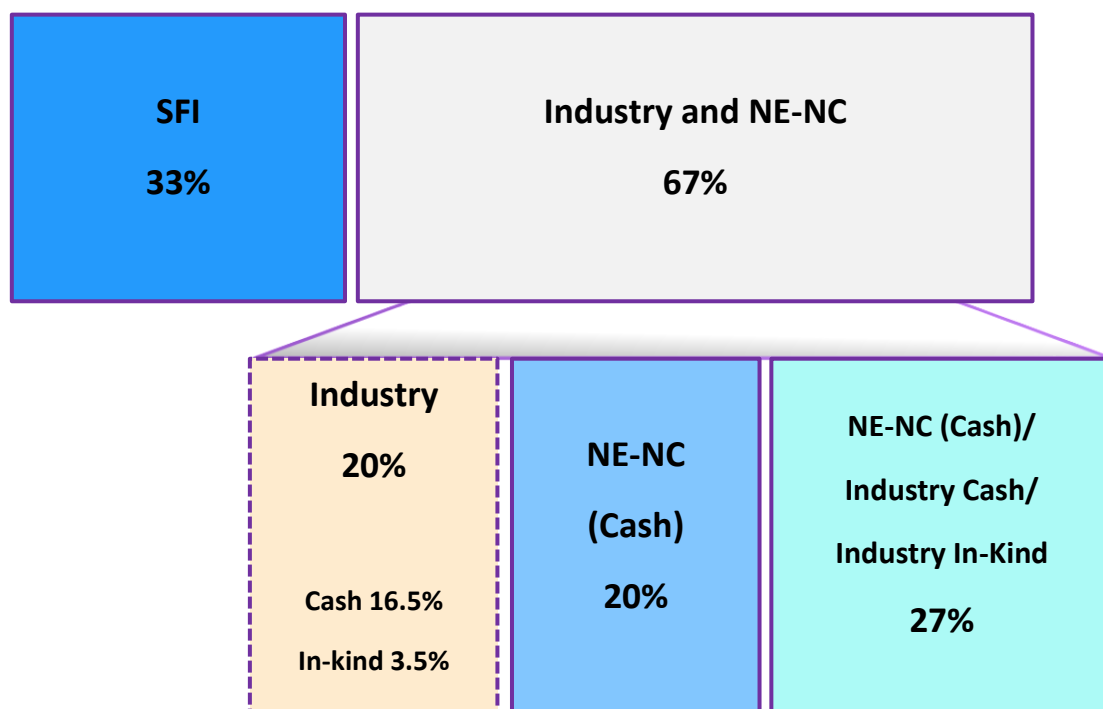 SFI
33%
Industry and NE-NC
67%
Industry
20%
Cash 16.5%
In-kind 3.5%
NE-NC
(Cash)
20%
NE-NC (Cash)/
Industry Cash/
Industry In-Kind
27%